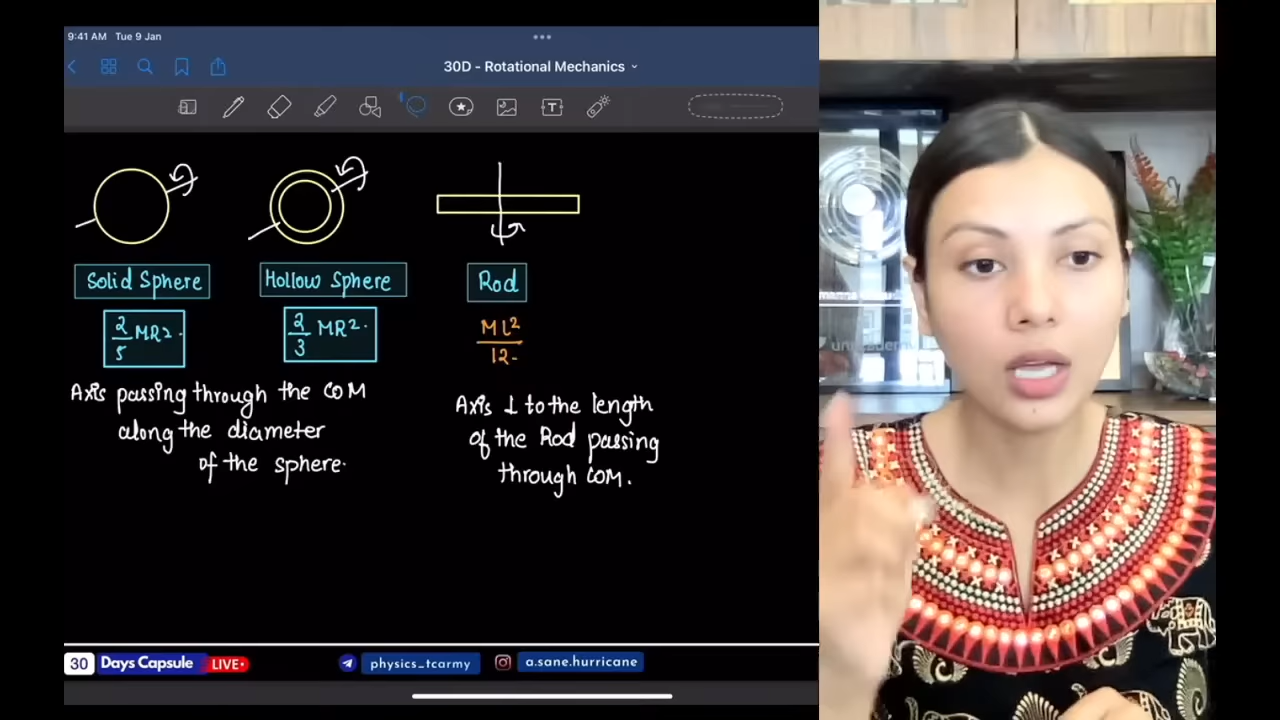 9:41 AM Tue 9 Jan
30D - Rotational Mechanics
Solid Sphere
Hollow Sphere
Rod
2/5 MR2.
2/3 MR².
ML²/12.
Axis passing through the COM
along the diameter
of the sphere.
Axis ⊥ to the length
of the Rod passing
through COM.
30 Days Capsule LIVE
physics_tcarmy
a.sane.hurricane